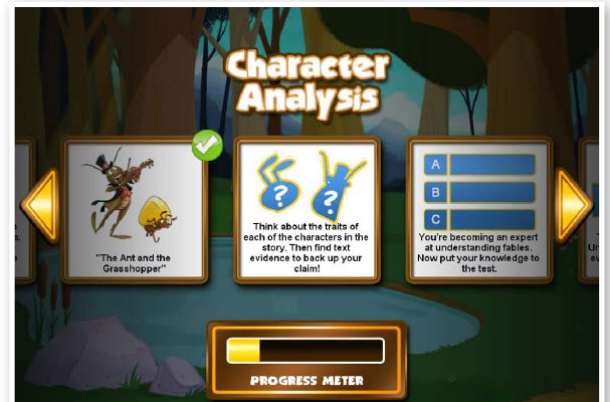 Character
Analysis
"The Ant and the
Grasshopper"
?
?
Think about the traits of
each of the characters in the
story. Then find text
evidence to back up your
claim!
A
B
C
You're becoming an expert
at understanding fables.
Now put your knowledge to
the test.
PROGRESS METER